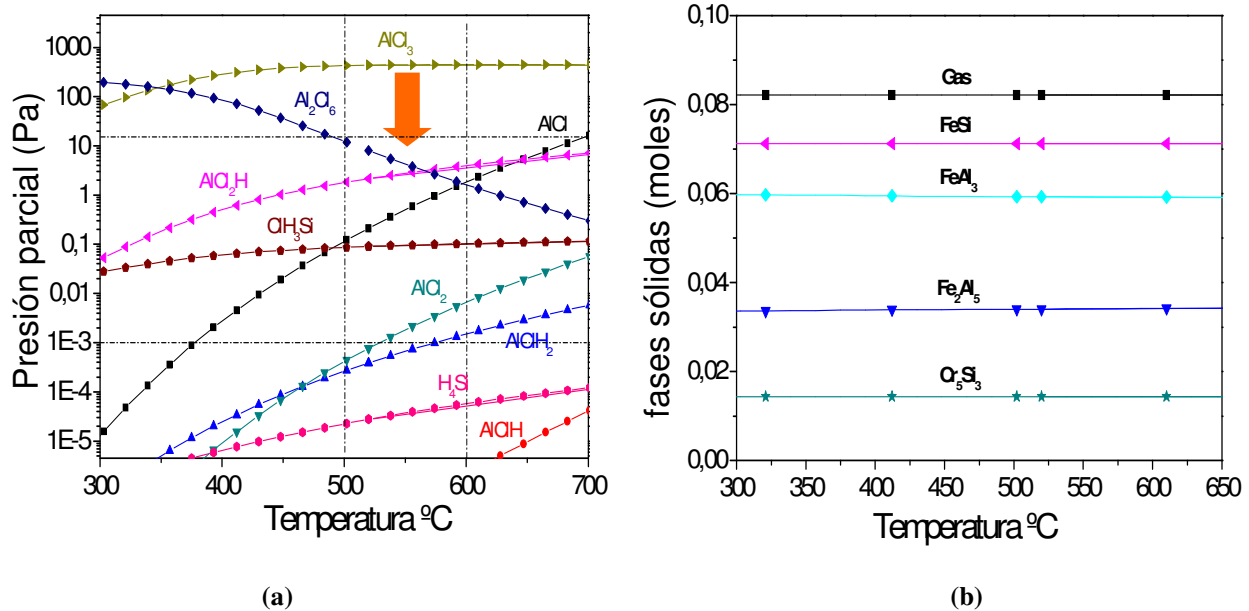 1000
100
10
1
0,1
0,01
1E-3
1E-4
1E-5
Presión parcial (Pa)
AlCl3
Al2Cl6
AlCl
AlCl2H
ClH3Si
AlCl2
AlClH2
H4Si
AlClH
300 400 500 600 700
Temperatura ºC
(a)
0,10
0,08
0,06
0,04
0,02
0,00
fases sólidas (moles)
Gas
FeSi
FeAl3
Fe2Al5
Cr5Si3
300 350 400 450 500 550 600 650
Temperatura ºC
(b)